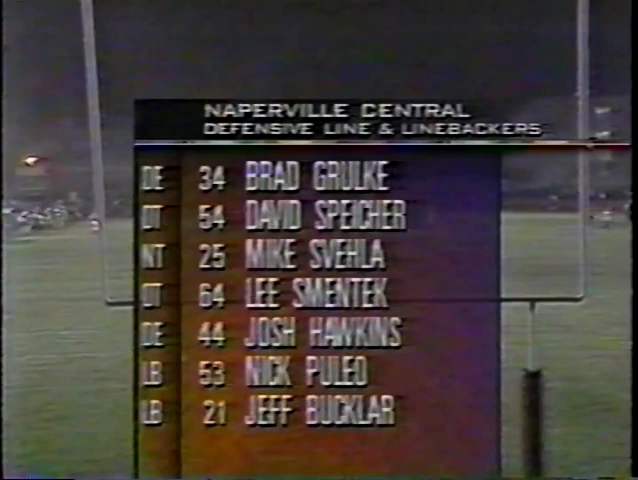 NAPERVILLE CENTRAL
DEFENSIVE LINE & LINEBACKERS
DE 34 BRAD GRULKE
DT 54 DAVID SPEICHER
NT 25 MIKE SVEHLA
DT 64 LEE SMENTEK
DE 44 JOSH HAWKINS
LB 53 NICK PULEO
LB 21 JEFF BUCKLAR